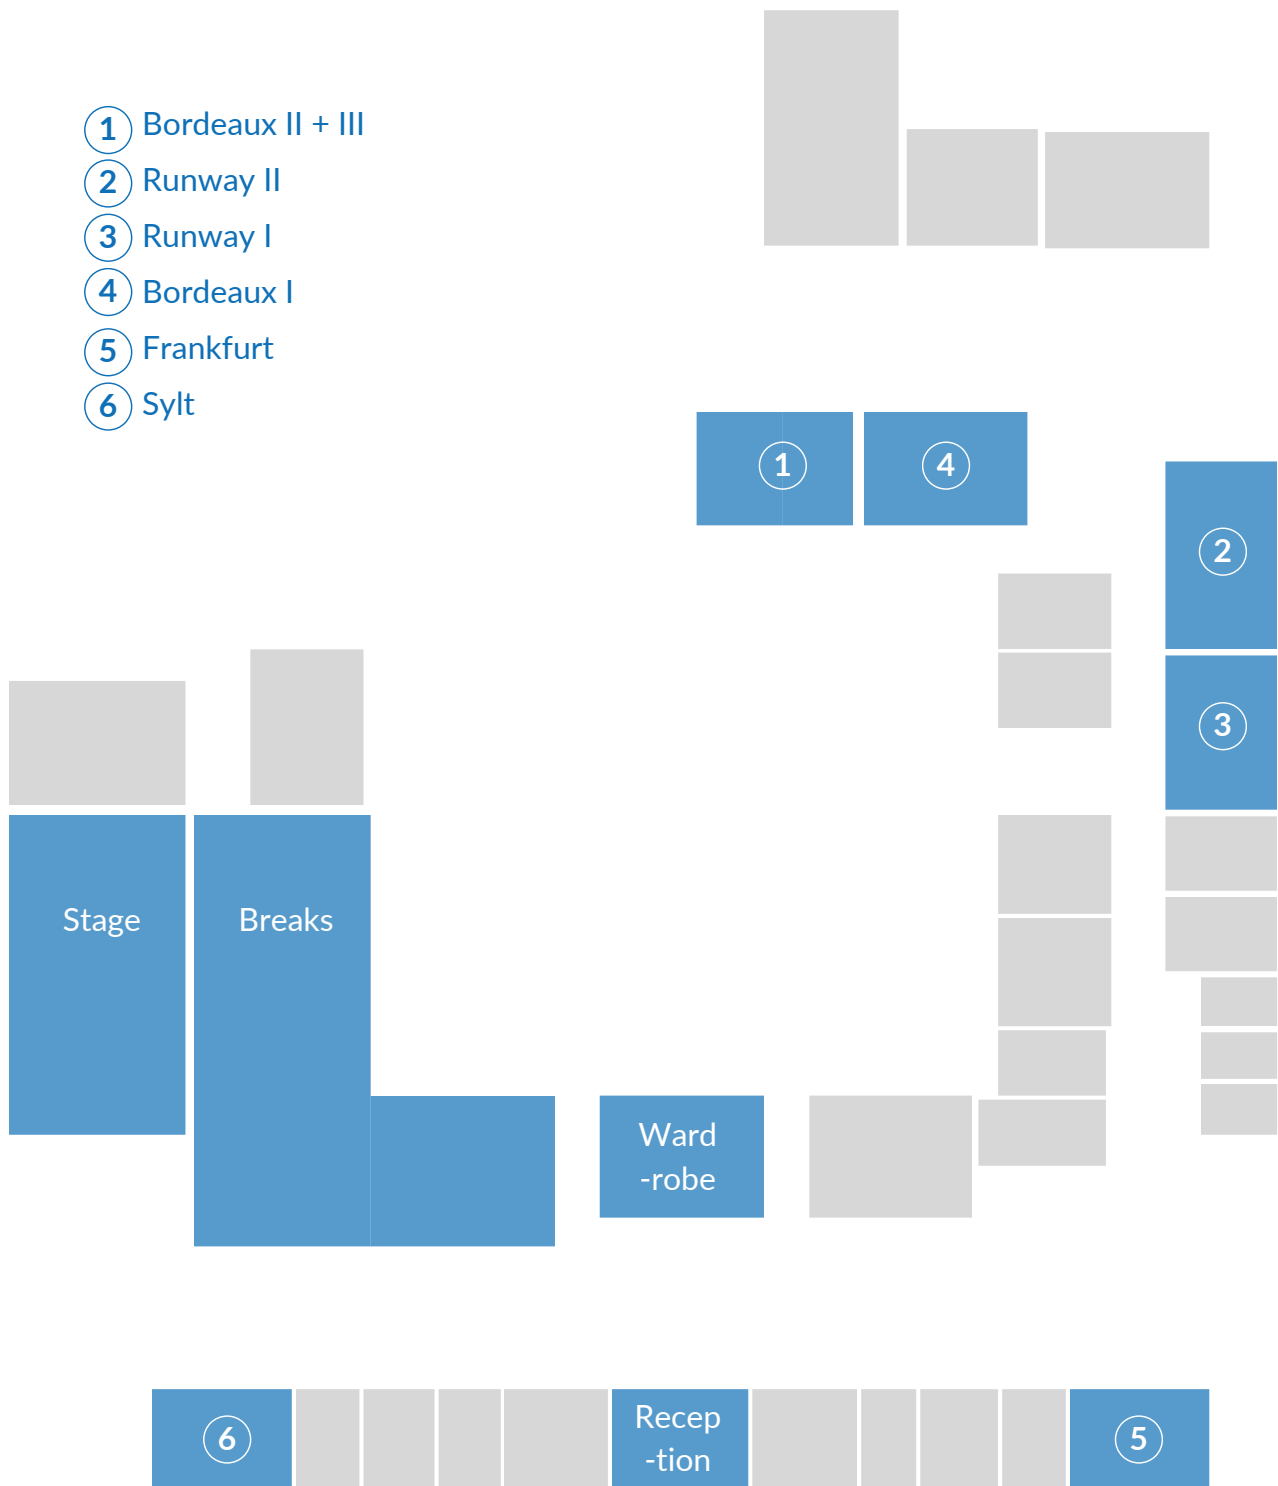 1 Bordeaux II + III
2 Runway II
3 Runway I
4 Bordeaux I
5 Frankfurt
6 Sylt
1 4
2
3
Stage Breaks
Ward
-robe
6
Recep
-tion
5